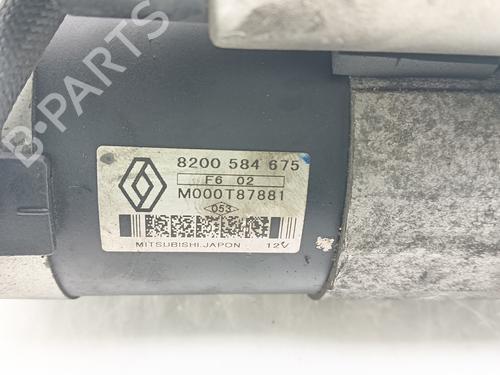 B-PARTS
8200 584 675
F6 02
M000T87881
053
MITSUBISHI.JAPON 12V